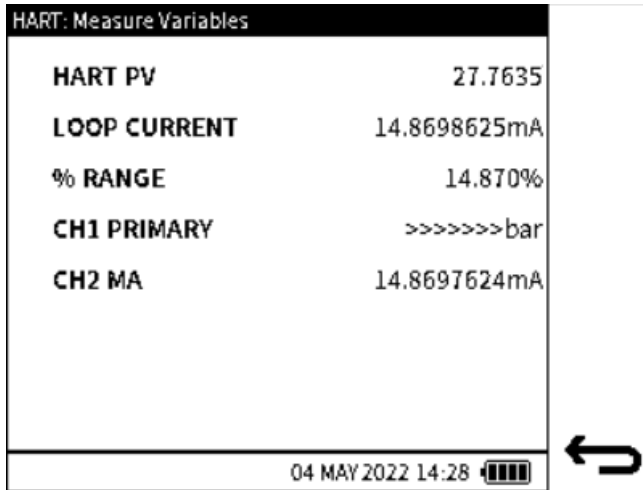 HART: Measure Variables
HART PV 27.7635
LOOP CURRENT 14.8698625mA
% RANGE 14.870%
CH1 PRIMARY >>>>>>>bar
CH2 MA 14.8697624mA
04 MAY 2022 14:28